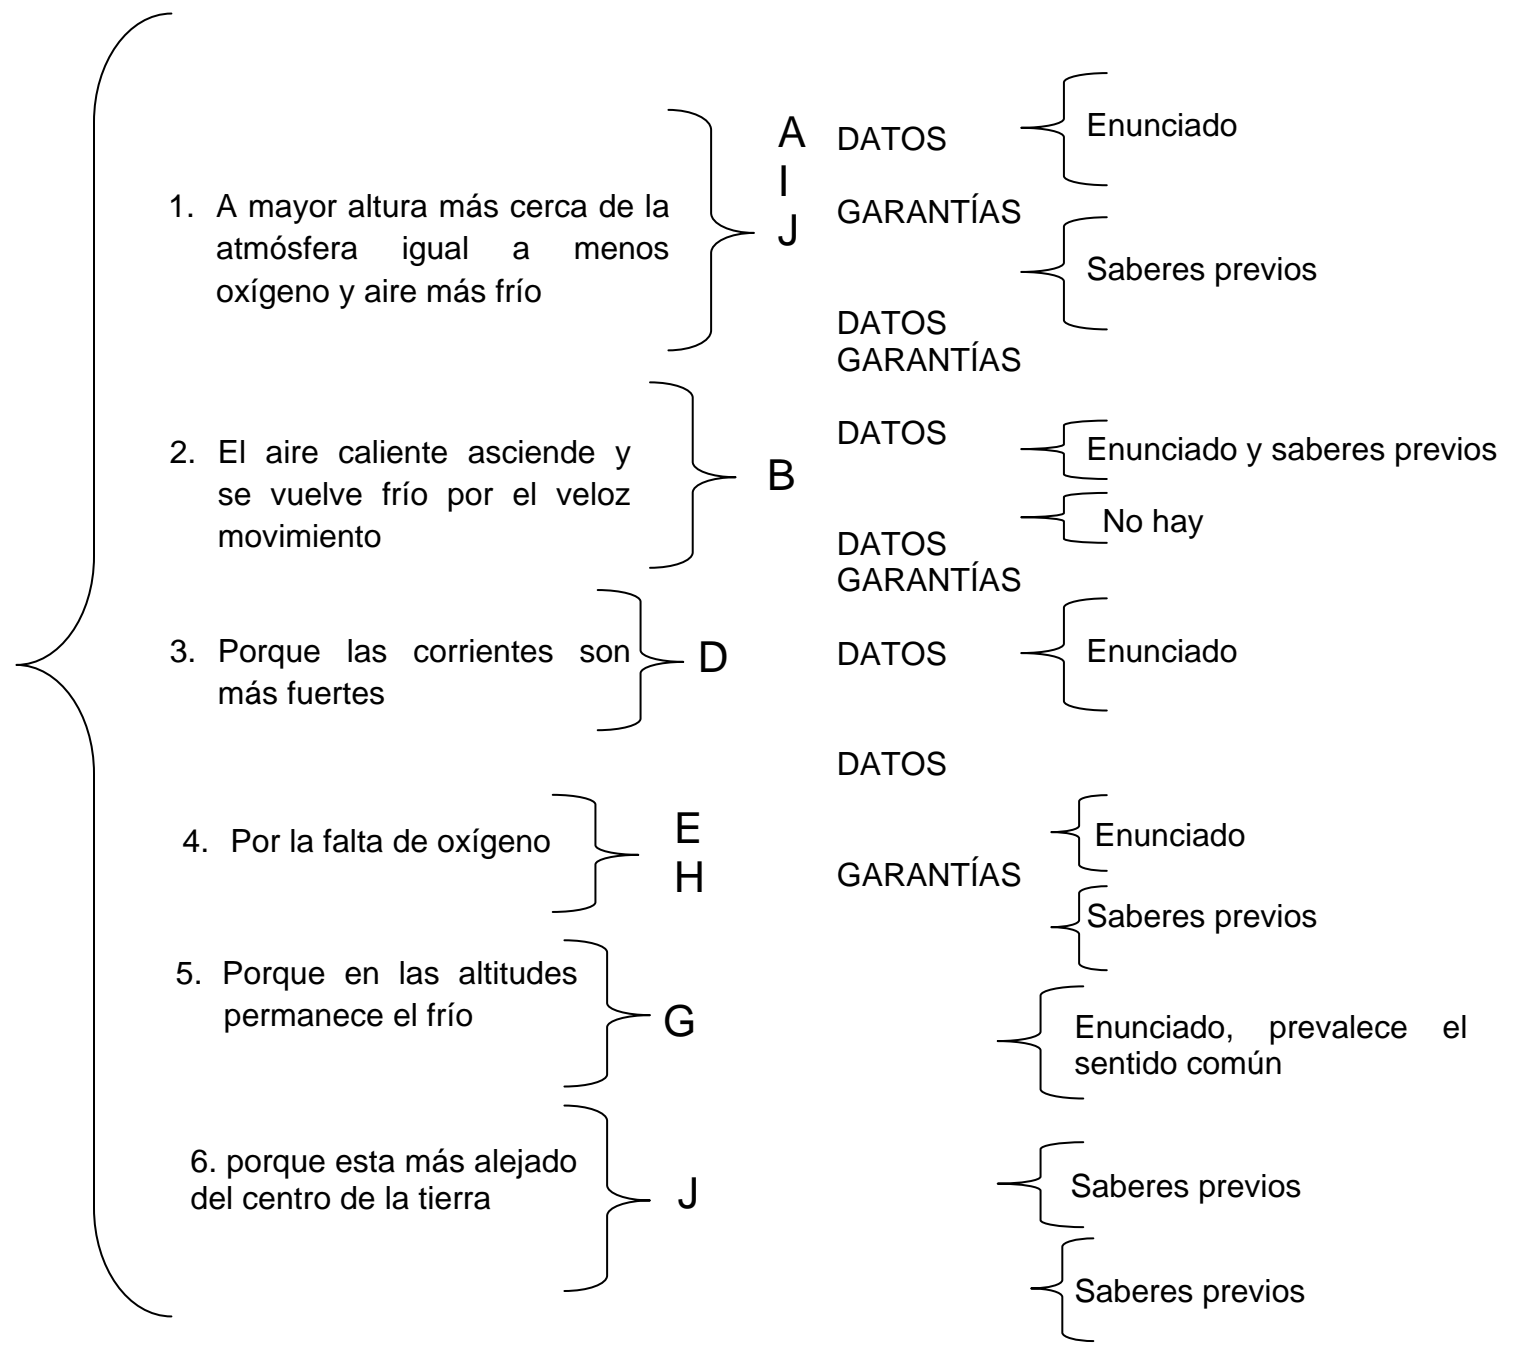 1. A mayor altura más cerca de la
atmósfera igual a menos
oxígeno y aire más frío
A
I
J
DATOS
GARANTÍAS
Enunciado
Saberes previos
DATOS
GARANTÍAS
2. El aire caliente asciende y
se vuelve frío por el veloz
movimiento
B
DATOS
Enunciado y saberes previos
No hay
DATOS
GARANTÍAS
3. Porque las corrientes son
más fuertes
D
DATOS
Enunciado
DATOS
4. Por la falta de oxígeno
E
H
GARANTÍAS
Enunciado
Saberes previos
5. Porque en las altitudes
permanece el frío
G
Enunciado, prevalece el
sentido común
6. porque esta más alejado
del centro de la tierra
J
Saberes previos
Saberes previos